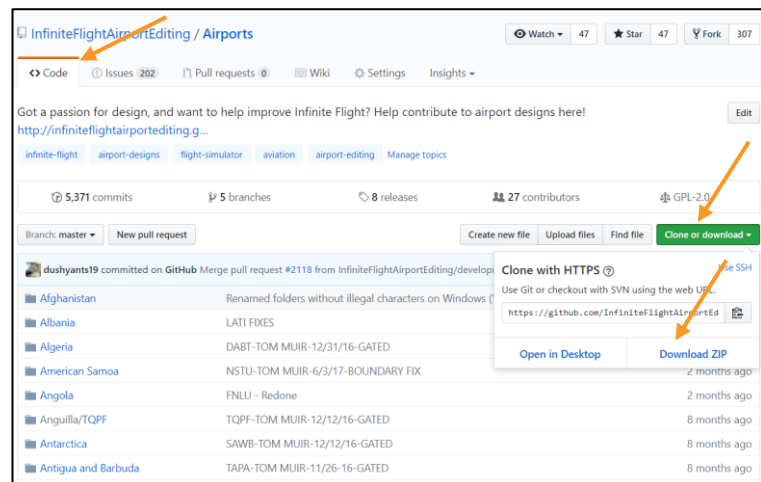 InfiniteFlightAirportEditing / Airports
Watch 47 Star 47 Fork 307
<> Code Issues 202 Pull requests 0 Wiki Settings Insights
Got a passion for design, and want to help improve Infinite Flight? Help contribute to airport designs here!
Edit
http://infiniteflightairportediting.g...
infinite-flight airport-designs flight-simulator aviation airport-editing Manage topics
5,371 commits 5 branches 8 releases 27 contributors GPL-2.0
Branch: master New pull request Create new file Upload files Find file Clone or download
dushyants19 committed on GitHub Merge pull request #2118 from InfiniteFlightAirportEditing/develop
Clone with HTTPS Use SSH
Use Git or checkout with SVN using the web URL.
https://github.com/InfiniteFlightAirportEd
Open in Desktop Download ZIP
Afghanistan Renamed folders without illegal characters on Windows
Albania LATI FIXES
Algeria DABT-TOM MUIR-12/31/16-GATED
American Samoa NSTU-TOM MUIR-6/3/17-BOUNDARY FIX 2 months ago
Angola FNLU - Redone 2 months ago
Anguilla/TQPF TQPF-TOM MUIR-12/12/16-GATED 8 months ago
Antarctica SAWB-TOM MUIR-12/12/16-GATED 8 months ago
Antigua and Barbuda TAPA-TOM MUIR-11/26-16-GATED 8 months ago